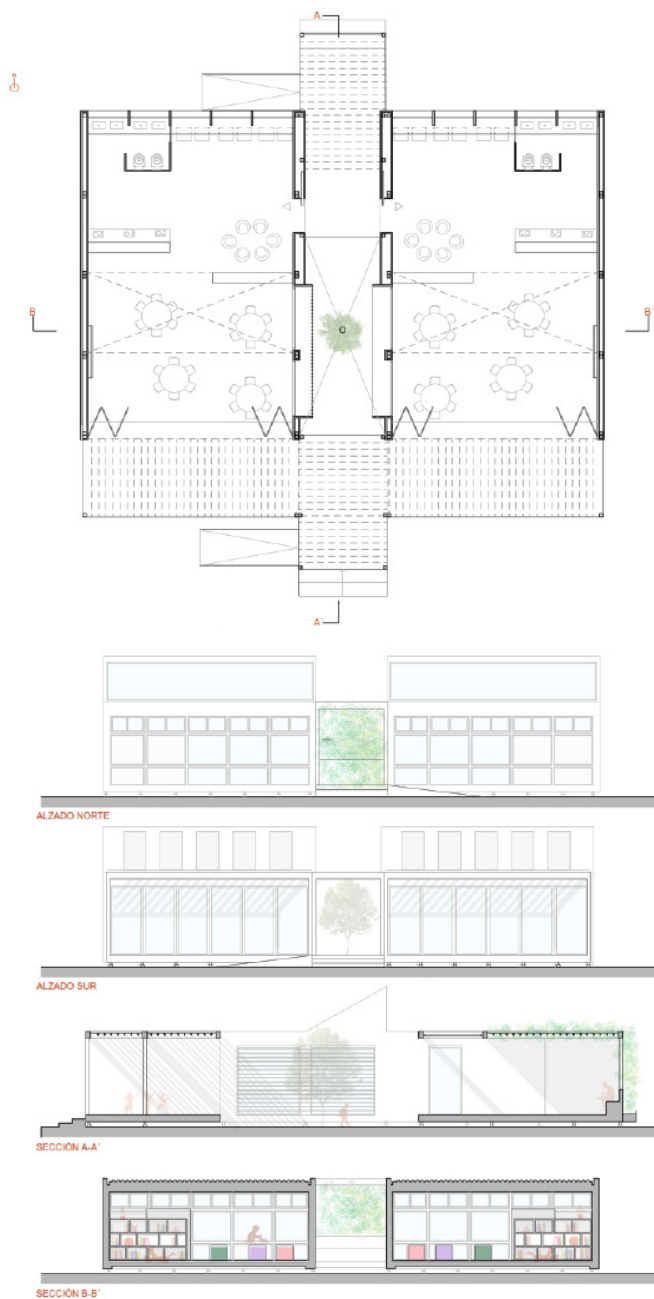 A
B
B´
A´
ALZADO NORTE
ALZADO SUR
SECCIÓN A-A´
SECCIÓN B-B´